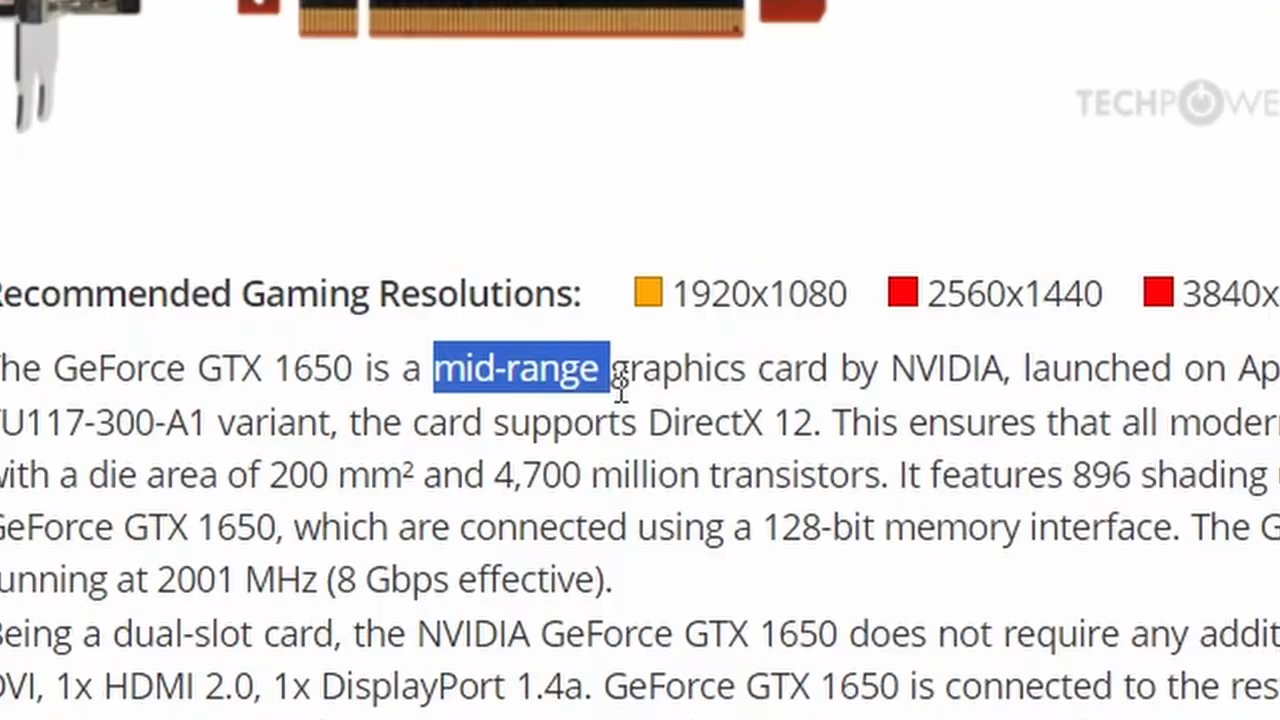 TECHPOWE
Recommended Gaming Resolutions: 1920x1080 2560x1440 3840x
The GeForce GTX 1650 is a mid-range graphics card by NVIDIA, launched on Ap
TU117-300-A1 variant, the card supports DirectX 12. This ensures that all moder
with a die area of 200 mm² and 4,700 million transistors. It features 896 shading
GeForce GTX 1650, which are connected using a 128-bit memory interface. The G
running at 2001 MHz (8 Gbps effective).
Being a dual-slot card, the NVIDIA GeForce GTX 1650 does not require any addit
DVI, 1x HDMI 2.0, 1x DisplayPort 1.4a. GeForce GTX 1650 is connected to the res